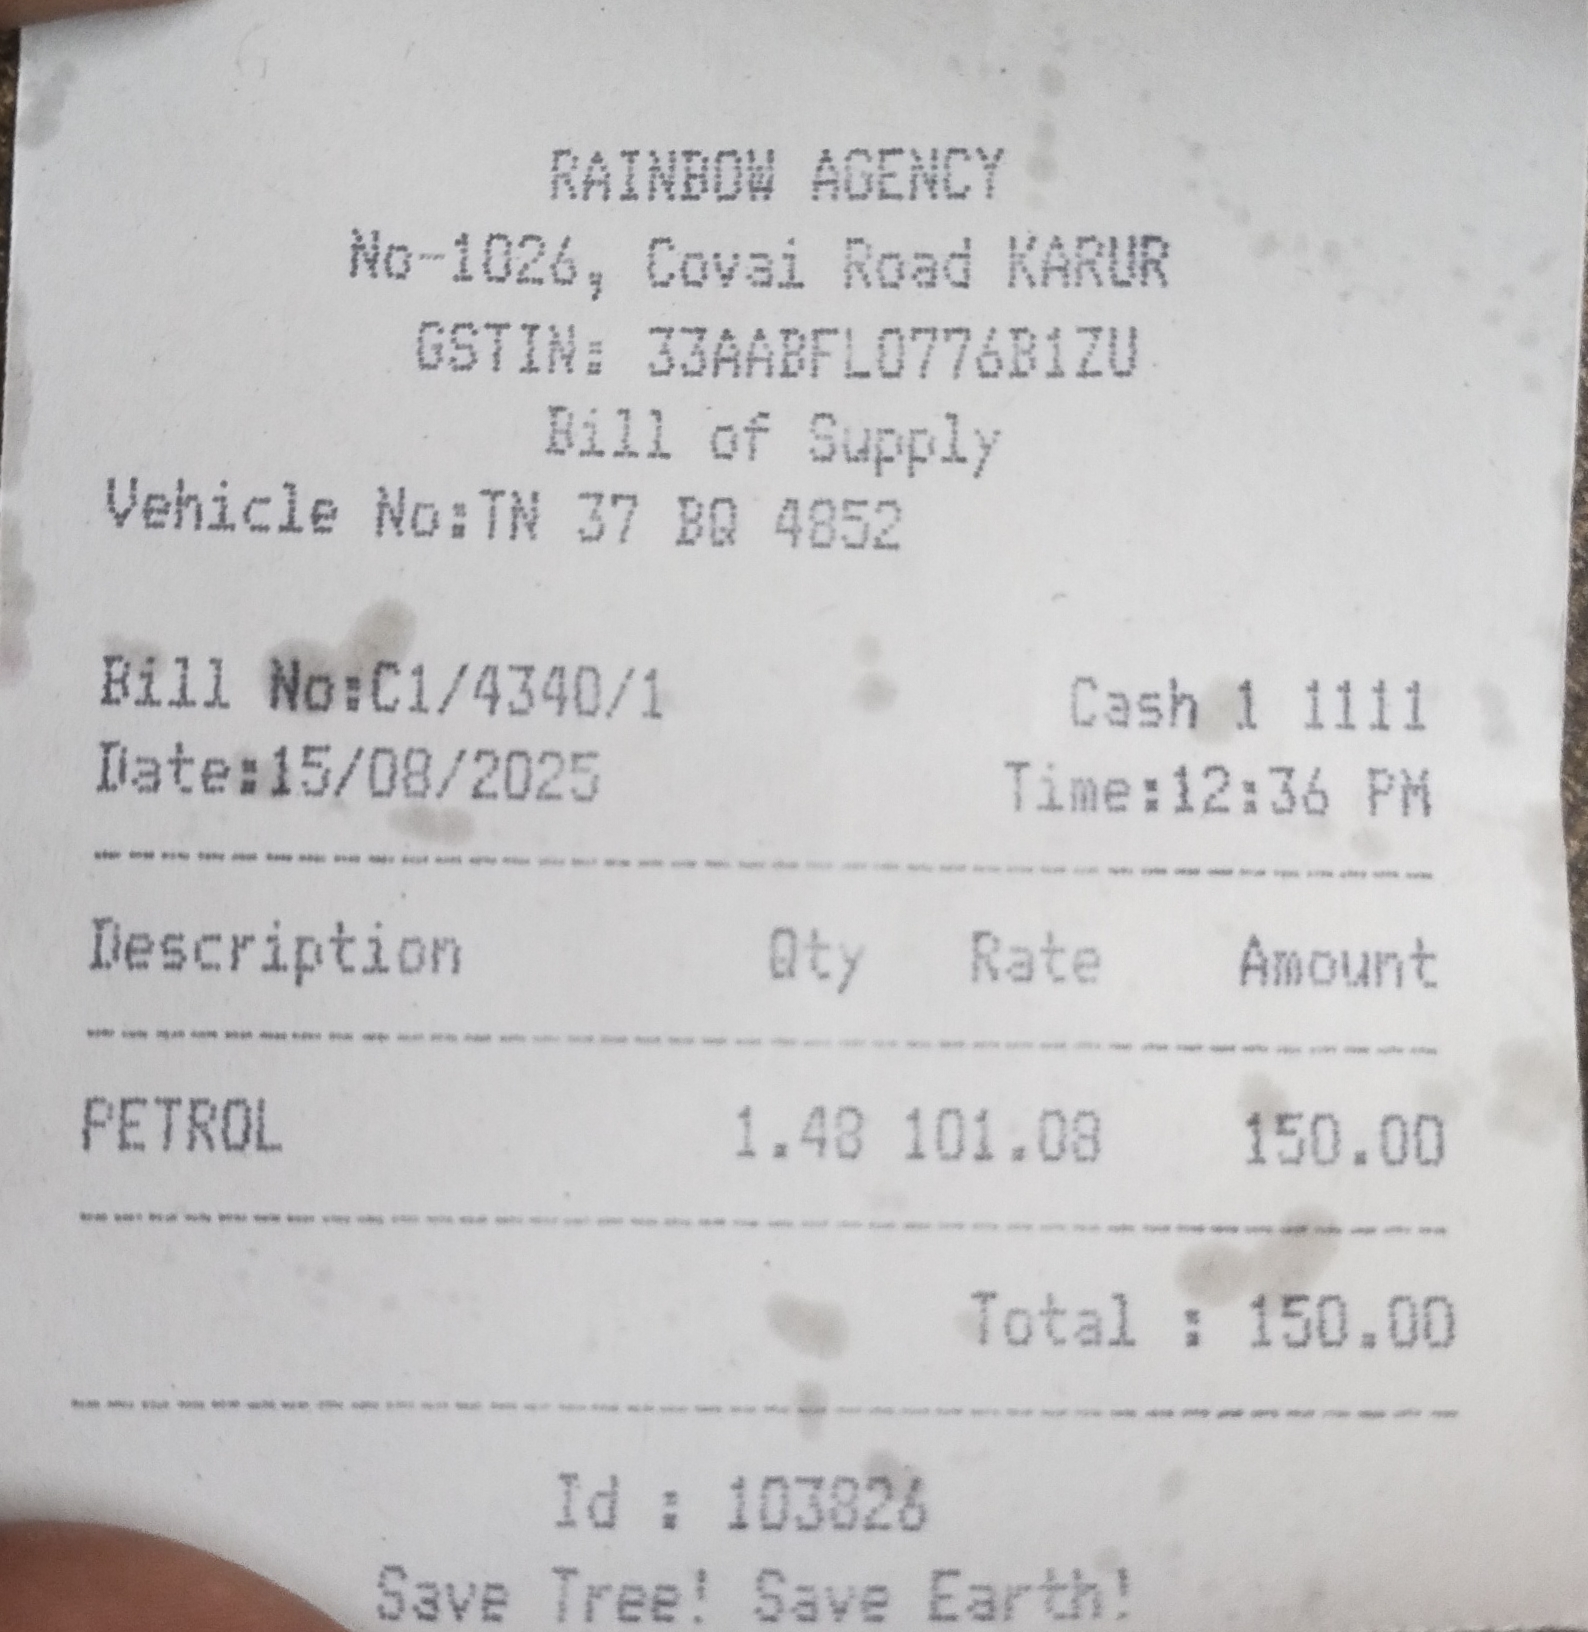 RAINBOW AGENCY
No-1026, Covai Road KARUR
GSTIN: 33AABFL0776B1ZU
Bill of Supply
Vehicle No:TN 37 BQ 4852
Bill No:C1/4340/1 Cash 1 1111
Date:15/08/2025 Time:12:36 PM
Description Qty Rate Amount
PETROL 1.48 101.08 150.00
Total : 150.00
Id : 103826
Save Tree! Save Earth!